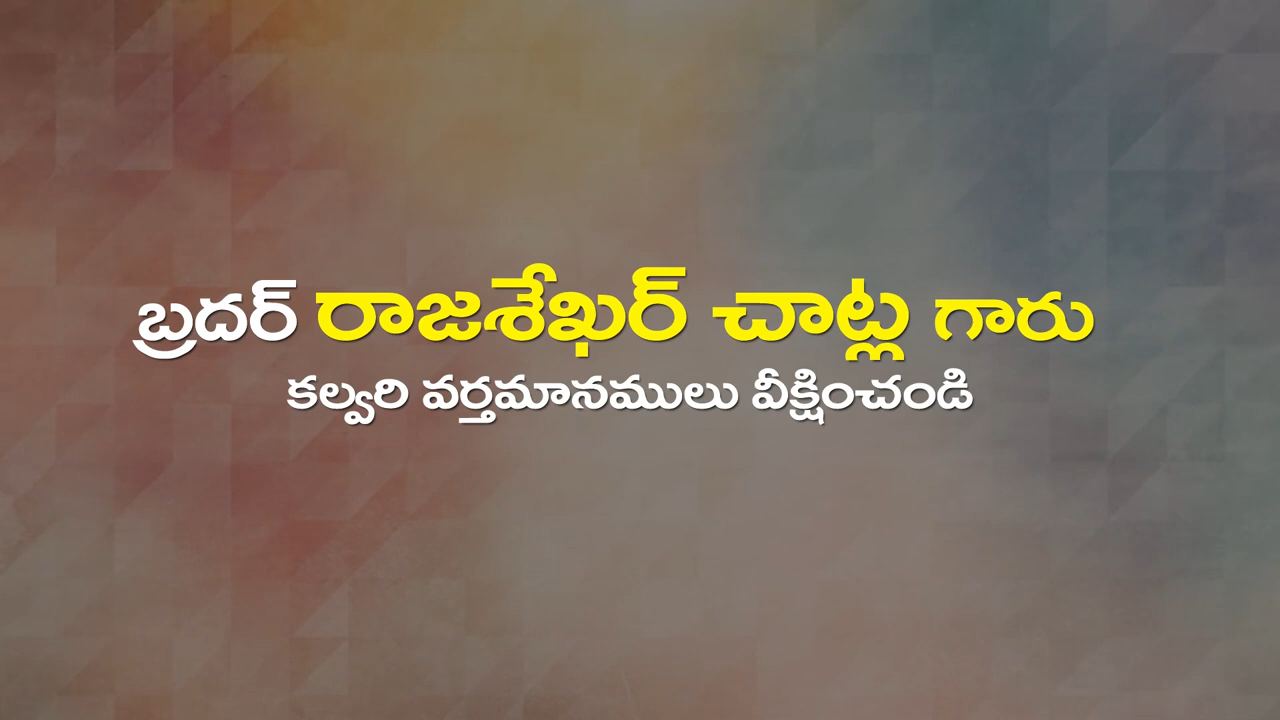 బ్రదర్ రాజశేఖర్ చాట్ల గారు
కల్వరి వర్తమానములు వీక్షించండి